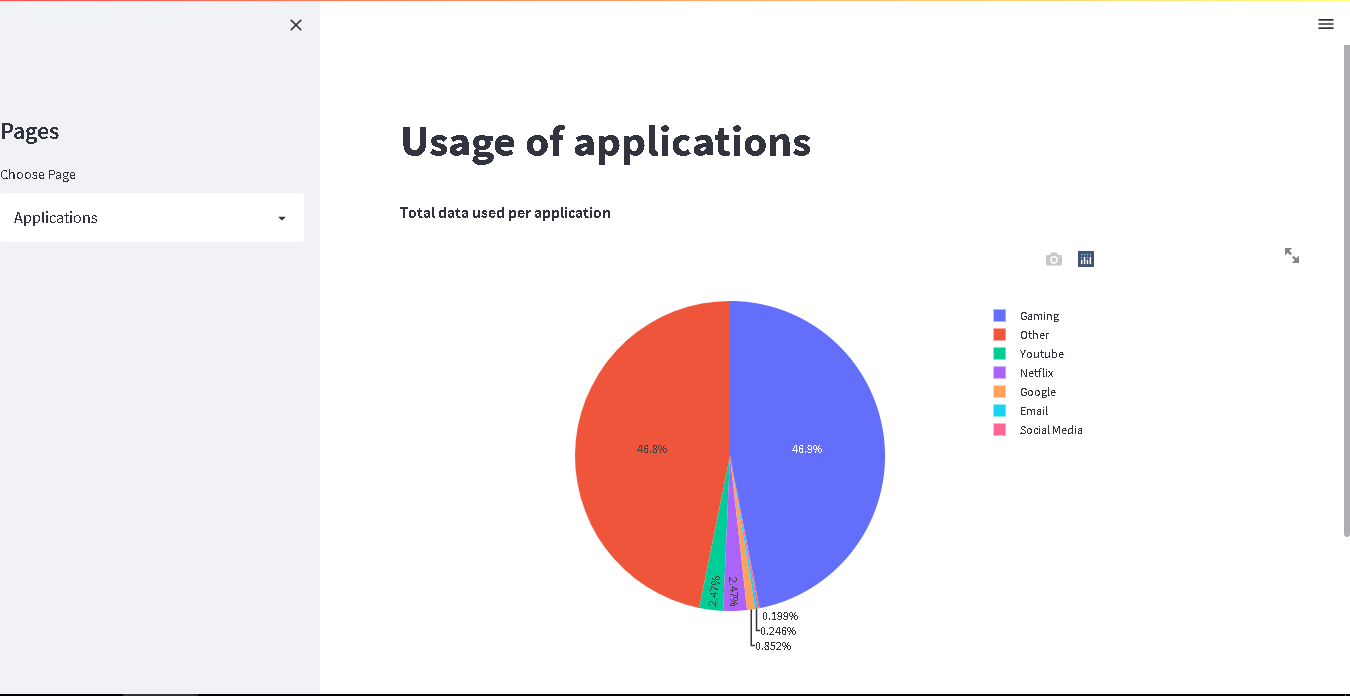 Pages
Choose Page
Applications
Usage of applications
Total data used per application
Gaming
Other
Youtube
Netflix
Google
Email
Social Media
46.8%
46.9%
2.47%
2.47%
0.199%
0.246%
0.852%